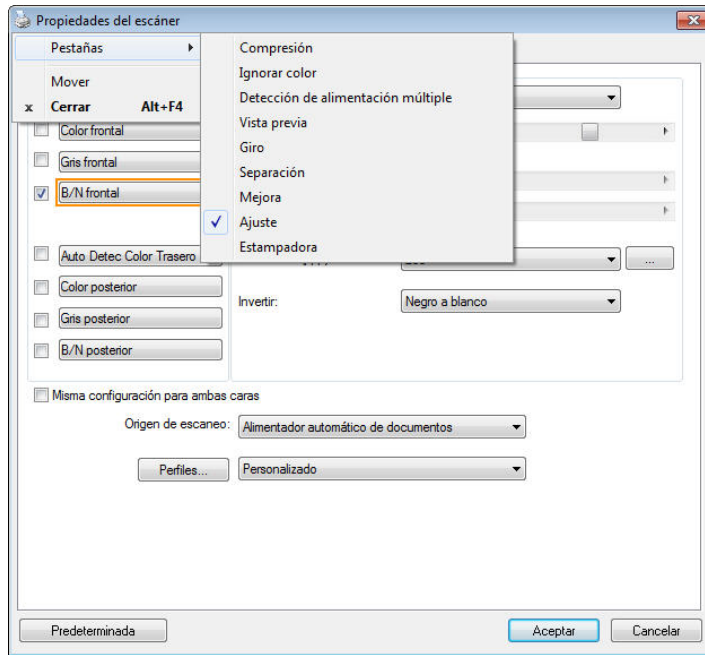 Propiedades del escáner
Pestañas
Mover
x Cerrar Alt+F4
Compresión
Ignorar color
Detección de alimentación múltiple
Vista previa
Giro
Separación
Mejora
Ajuste
Estampadora
Color frontal
Gris frontal
B/N frontal
Auto Detec Color Trasero
...
Color posterior
Invertir:
Negro a blanco
Gris posterior
B/N posterior
Misma configuración para ambas caras
Origen de escaneo:
Alimentador automático de documentos
Perfiles...
Personalizado
Predeterminada
Aceptar
Cancelar